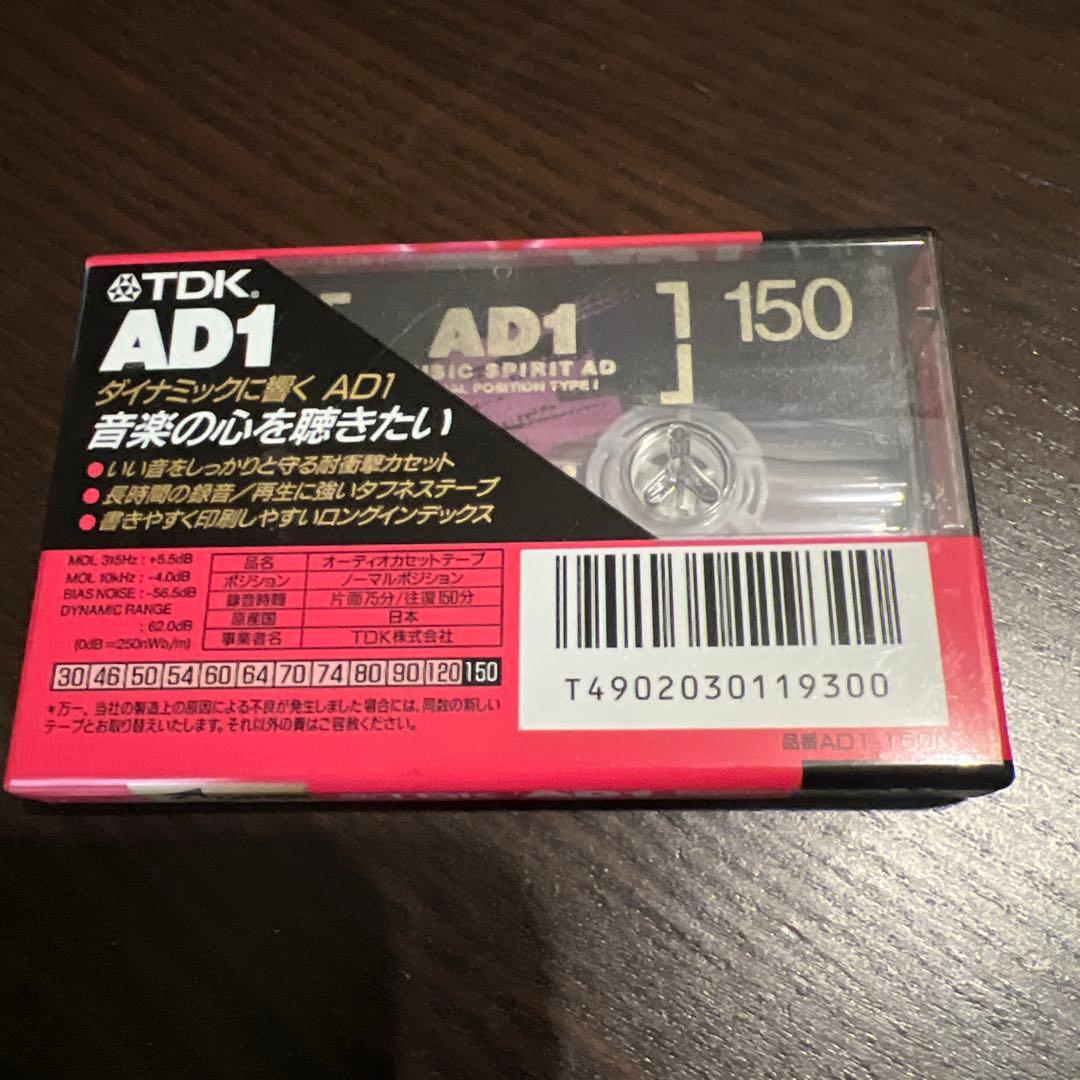 TDK.
AD1
ダイナミックに響く AD1
音楽の心を聴きたい
●いい音をしっかりと守る耐衝撃カセット
●長時間の録音/再生に強いタフネステープ
●書きやすく印刷しやすいロングインデックス
AD1
SPIRIT AD
POSITION TYPE I
150
MOL 315Hz : +5.5dB
MOL 10kHz : -4.0dB
BIAS NOISE : -56.5dB
DYNAMIC RANGE
: 62.0dB
(0dB=250nWb/m)
品名 オーディオカセットテープ
ポジション ノーマルポジション
録音時間 片面75分/往復150分
原産国 日本
事業者名 TDK株式会社
30 46 50 54 60 64 70 74 80 90 120 150
*万一、当社の製造上の原因による不良が発生しました場合には、同数の新しい
テープとお取り替えいたします。それ以外の責はご容赦ください。
T4902030119300
品番AD1-150N
AD1